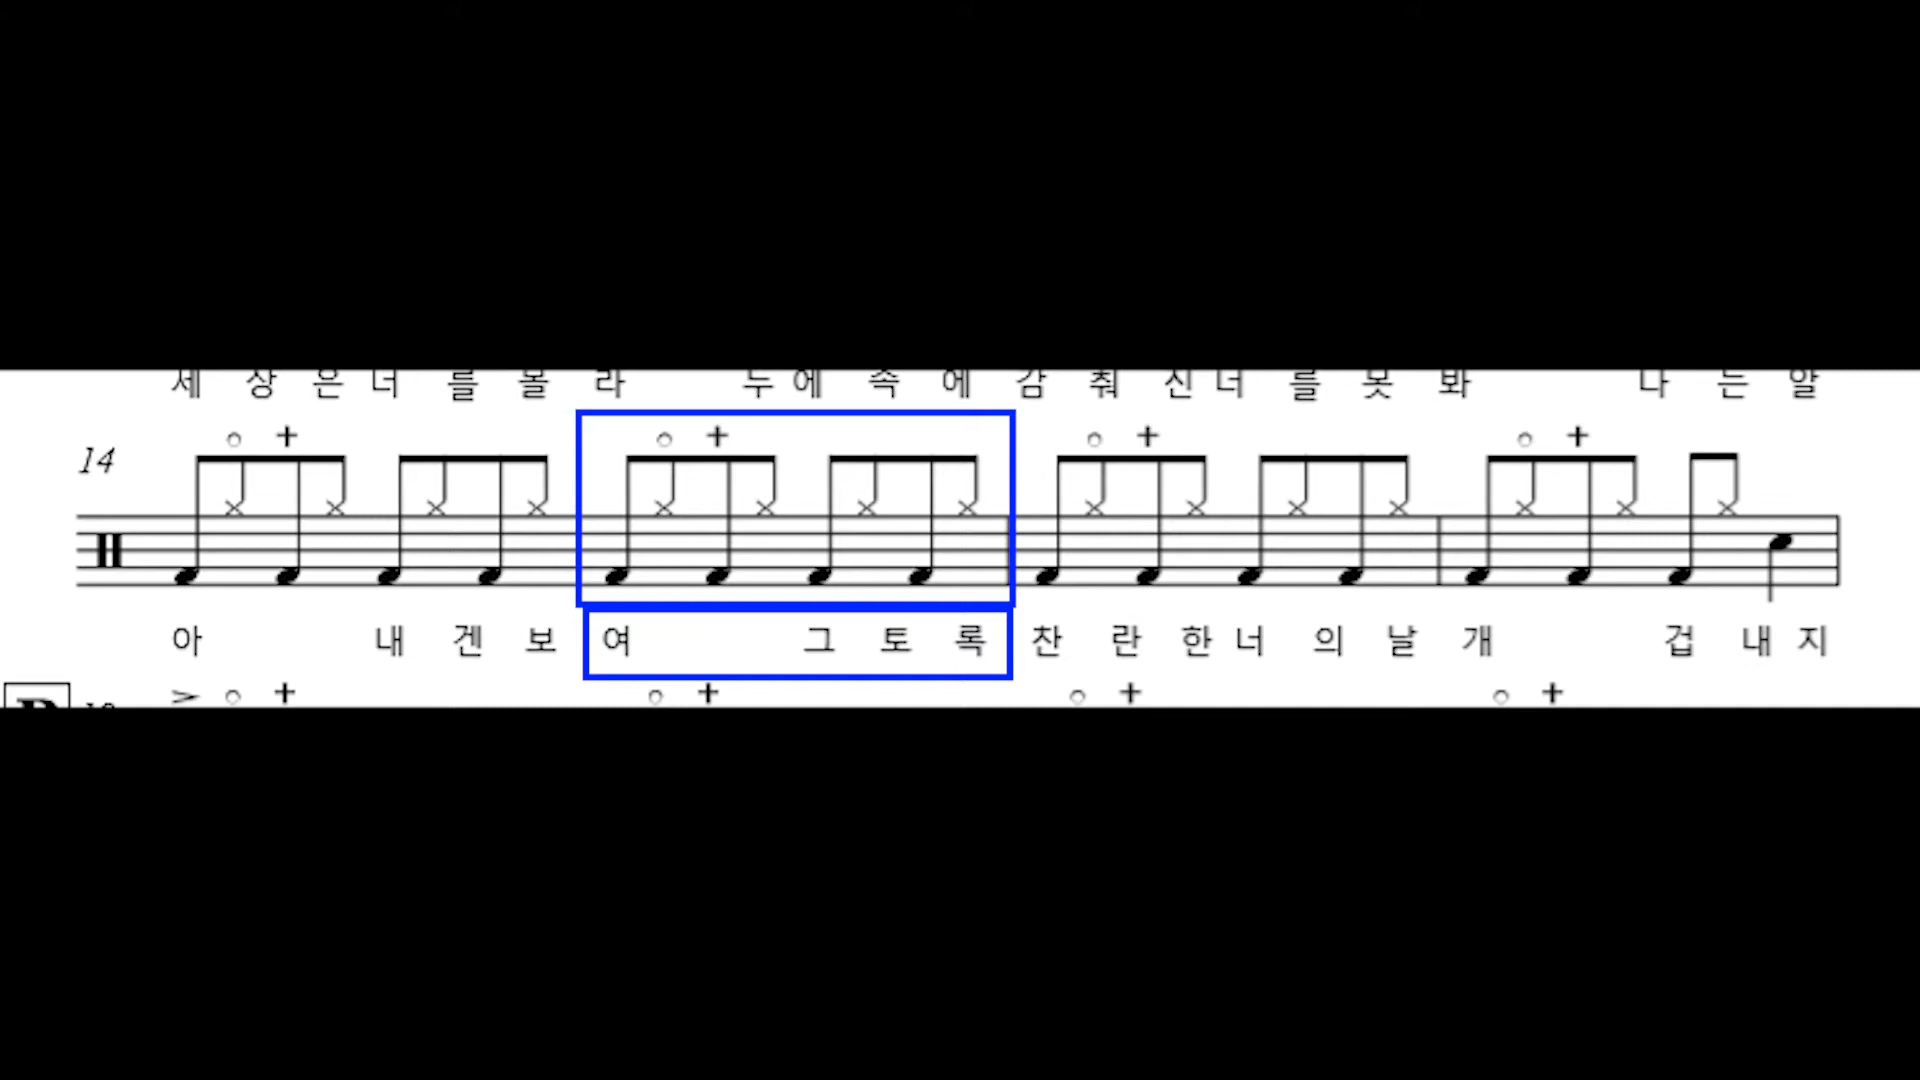 세 상 은 너 를 몰 라 두 에 속 에 감 춰 진 너 를 못 봐 나 는 알
14
아 내 겐 보 여 그 토 록 찬 란 한 너 의 날 개 겁 내 지